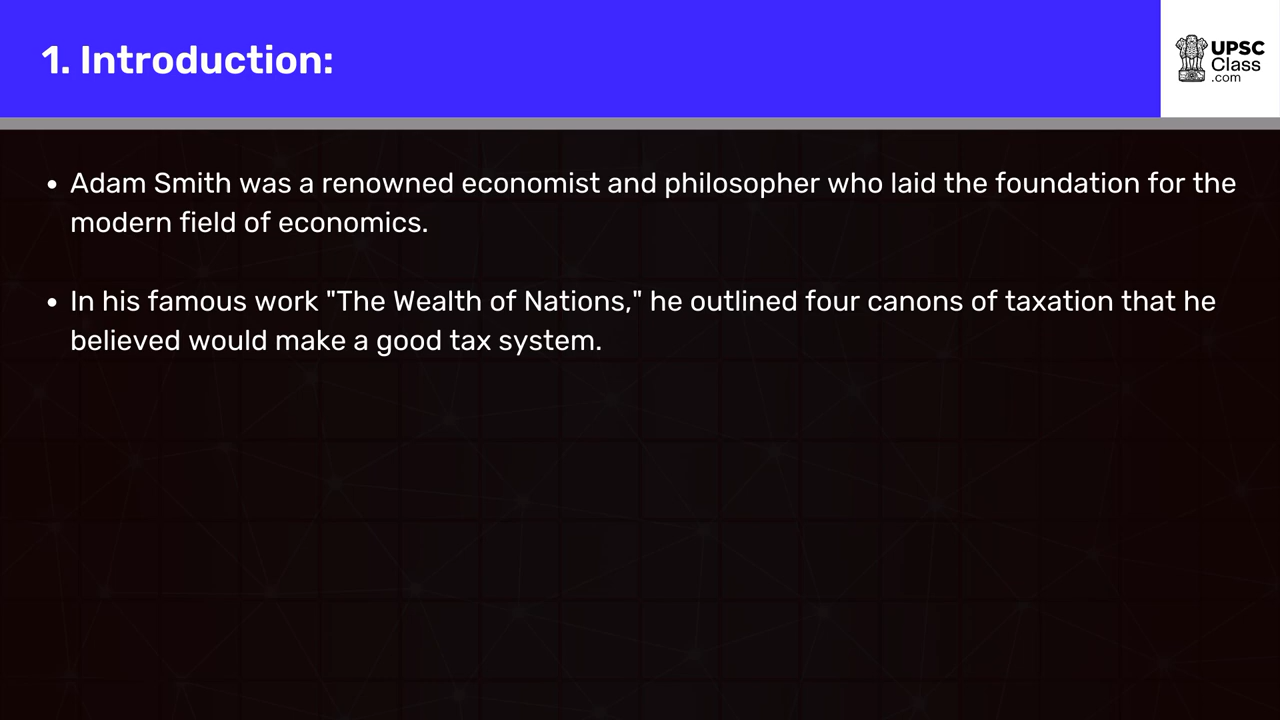 1. Introduction:
UPSC
Class
.com
• Adam Smith was a renowned economist and philosopher who laid the foundation for the
modern field of economics.
• In his famous work "The Wealth of Nations," he outlined four canons of taxation that he
believed would make a good tax system.